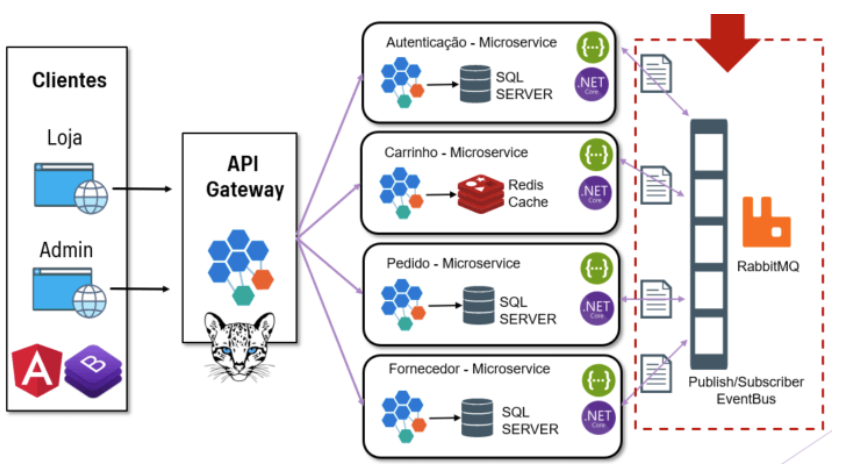 Clientes
Loja
Admin
A
B
API
Gateway
Autenticação - Microservice
SQL
SERVER
{...}
.NET
Core
Carrinho - Microservice
Redis
Cache
{...}
.NET
Core
Pedido - Microservice
SQL
SERVER
{...}
.NET
Core
Fornecedor - Microservice
SQL
SERVER
{...}
.NET
Core
RabbitMQ
Publish/Subscriber
EventBus